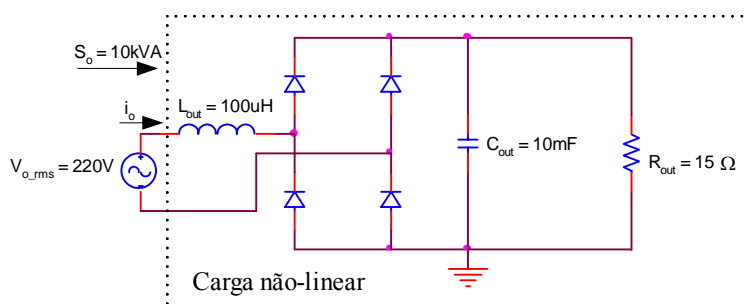 S_o = 10kVA
i_o
L_out = 100uH
V_o_rms = 220V
C_out = 10mF
R_out = 15 Ω
Carga não-linear